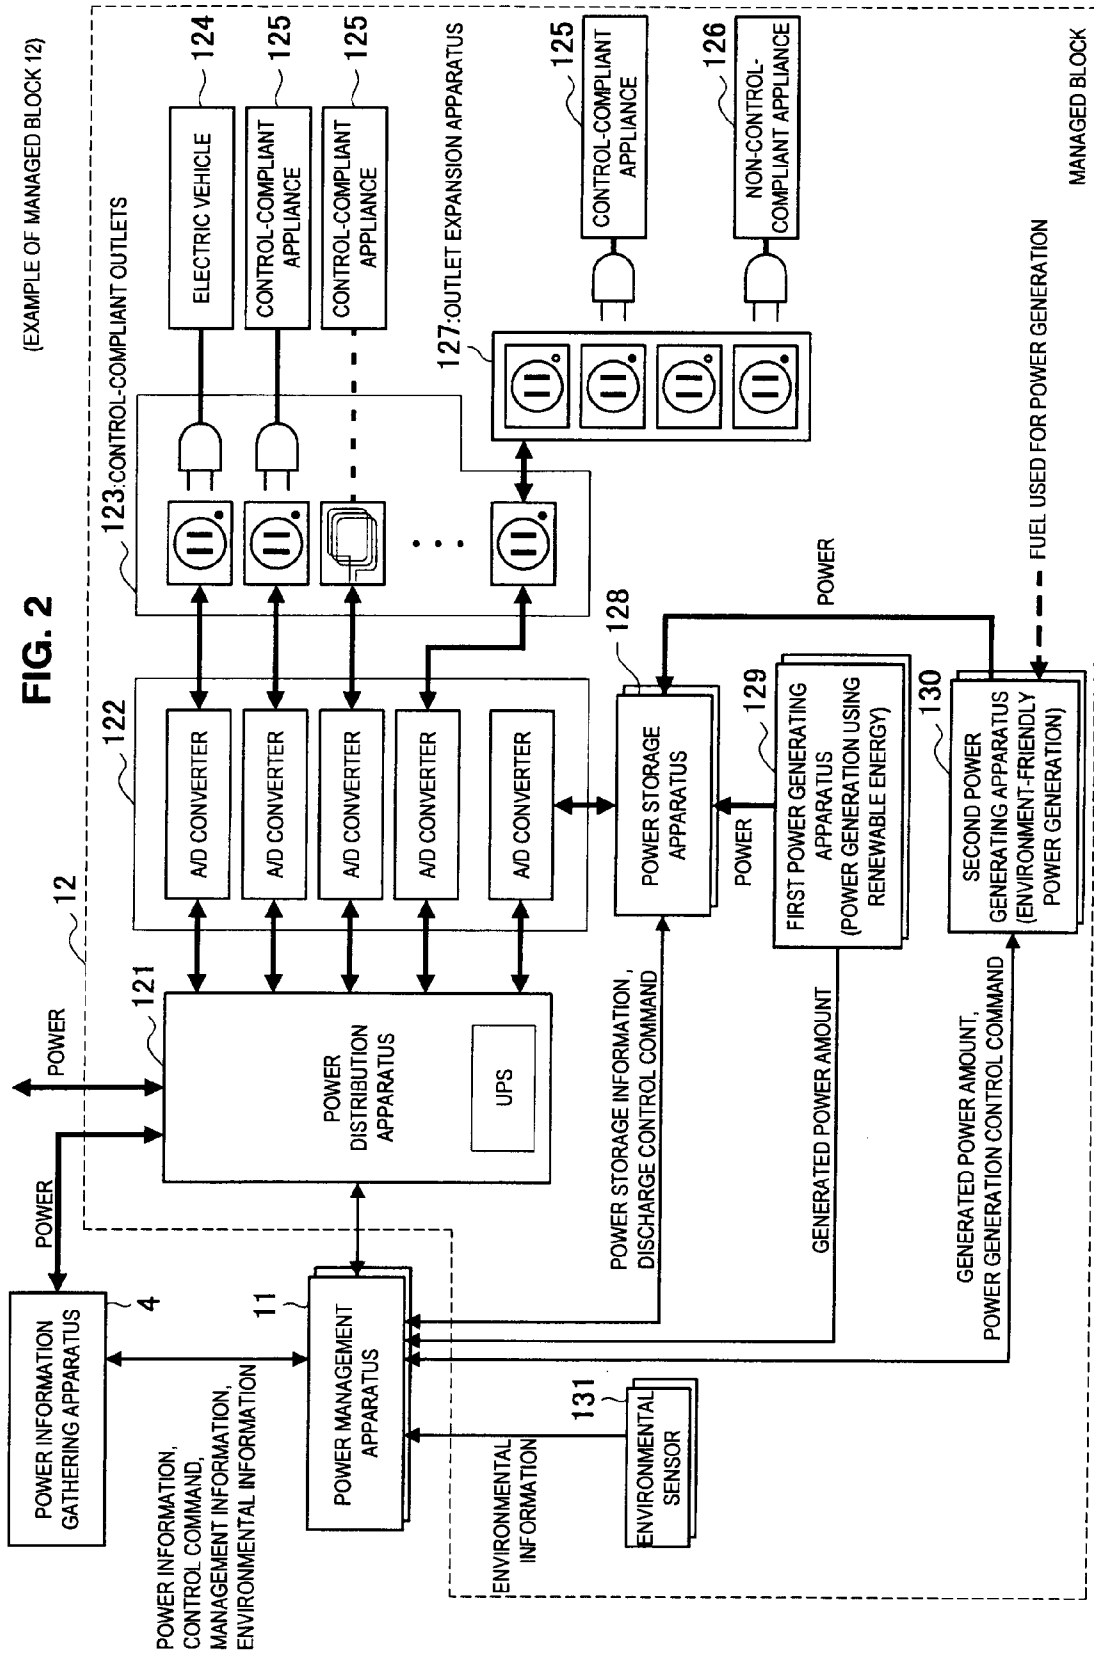 FIG. 2
(EXAMPLE OF MANAGED BLOCK 12)
POWER INFORMATION
GATHERING APPARATUS
4
POWER
POWER
12
POWER INFORMATION,
CONTROL COMMAND,
MANAGEMENT INFORMATION,
ENVIRONMENTAL INFORMATION
11
POWER MANAGEMENT
APPARATUS
121
POWER
DISTRIBUTION
APPARATUS
UPS
122
A/D CONVERTER
A/D CONVERTER
A/D CONVERTER
A/D CONVERTER
A/D CONVERTER
123:CONTROL-COMPLIANT OUTLETS
ELECTRIC VEHICLE
124
CONTROL-COMPLIANT
APPLIANCE
125
CONTROL-COMPLIANT
APPLIANCE
125
127:OUTLET EXPANSION APPARATUS
CONTROL-COMPLIANT
APPLIANCE
125
NON-CONTROL-
COMPLIANT APPLIANCE
126
ENVIRONMENTAL
INFORMATION
131
ENVIRONMENTAL
SENSOR
POWER STORAGE INFORMATION,
DISCHARGE CONTROL COMMAND
128
POWER STORAGE
APPARATUS
POWER
POWER
GENERATED POWER AMOUNT
129
FIRST POWER GENERATING
APPARATUS
(POWER GENERATION USING
RENEWABLE ENERGY)
GENERATED POWER AMOUNT,
POWER GENERATION CONTROL COMMAND
130
SECOND POWER
GENERATING APPARATUS
(ENVIRONMENT-FRIENDLY
POWER GENERATION)
FUEL USED FOR POWER GENERATION
MANAGED BLOCK